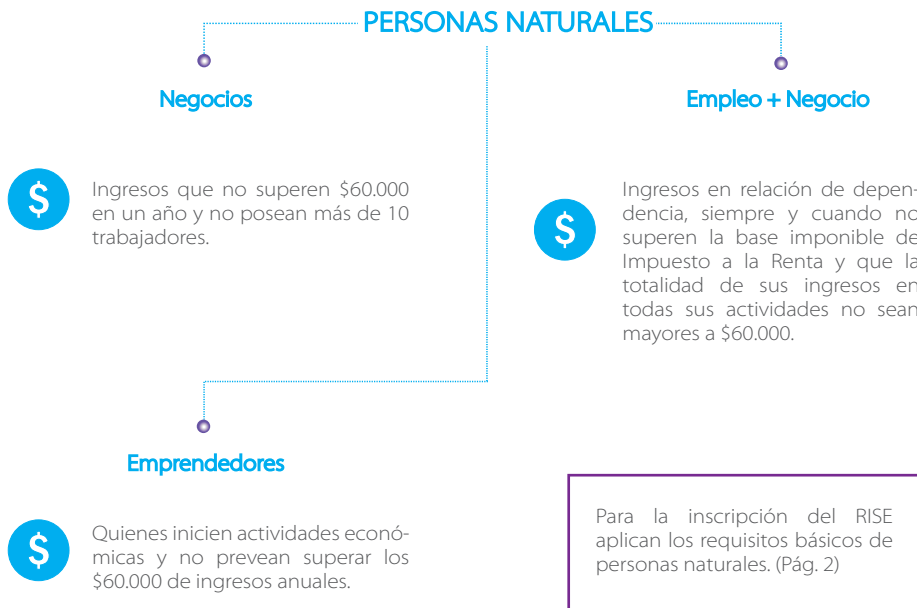 PERSONAS NATURALES
Negocios
$
Ingresos que no superen $60.000
en un año y no posean más de 10
trabajadores.
Empleo + Negocio
$
Ingresos en relación de depen-
dencia, siempre y cuando no
superen la base imponible de
Impuesto a la Renta y que la
totalidad de sus ingresos en
todas sus actividades no sean
mayores a $60.000.
Emprendedores
$
Quienes inicien actividades econó-
micas y no prevean superar los
$60.000 de ingresos anuales.
Para la inscripción del RISE
aplican los requisitos básicos de
personas naturales. (Pág. 2)